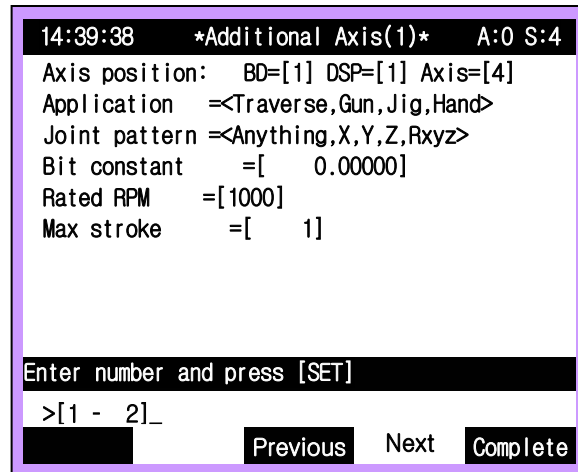 14:39:38 *Additional Axis(1)* A:0 S:4
Axis position: BD=[1] DSP=[1] Axis=[4]
Application =<Traverse,Gun,Jig,Hand>
Joint pattern =<Anything,X,Y,Z,Rxyz>
Bit constant =[ 0.00000]
Rated RPM =[1000]
Max stroke =[ 1]
Enter number and press [SET]
>[1 - 2]_
Previous Next Complete